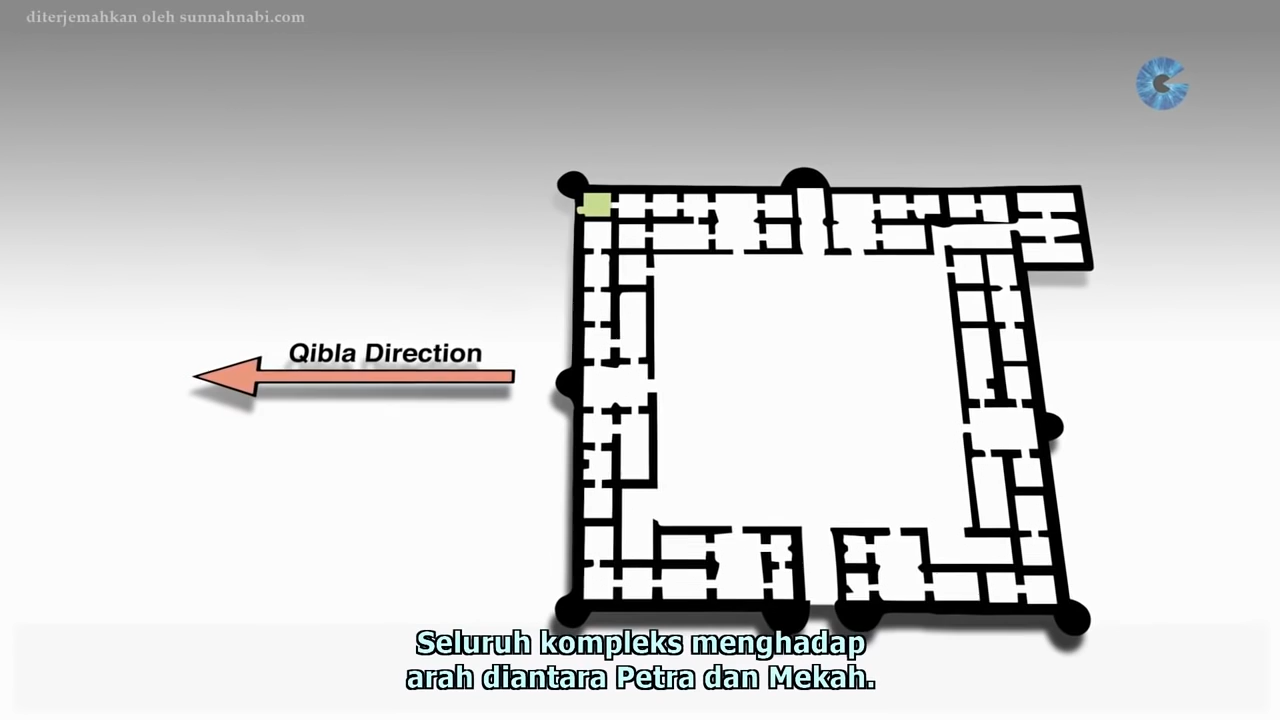 diterjemahkan oleh sunnahnabi.com
Qibla Direction
Seluruh kompleks menghadap
arah diantara Petra dan Mekah.